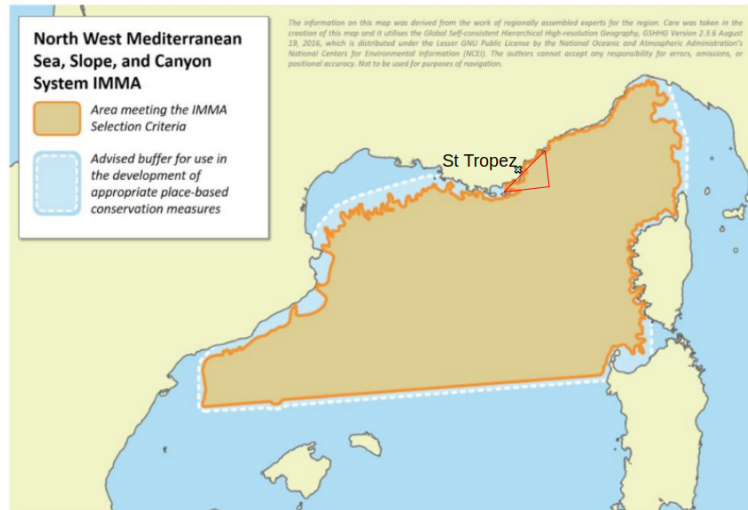 The information on this map was derived from the work of regionally assembled experts for the region. Care was taken in the
creation of this map and it utilises the Global Self-consistent Hierarchical High-resolution Geography, GSHHG Version 2.3.6 August
19, 2016, which is distributed under the Lesser GNU Public License by the National Oceanic and Atmospheric Administration's
National Centers for Environmental Information (NCEI). The authors cannot accept any responsibility for errors, omissions, or
positional accuracy. Not to be used for purposes of navigation.
North West Mediterranean
Sea, Slope, and Canyon
System IMMA
Area meeting the IMMA
Selection Criteria
Advised buffer for use in
the development of
appropriate place-based
conservation measures
St Tropez